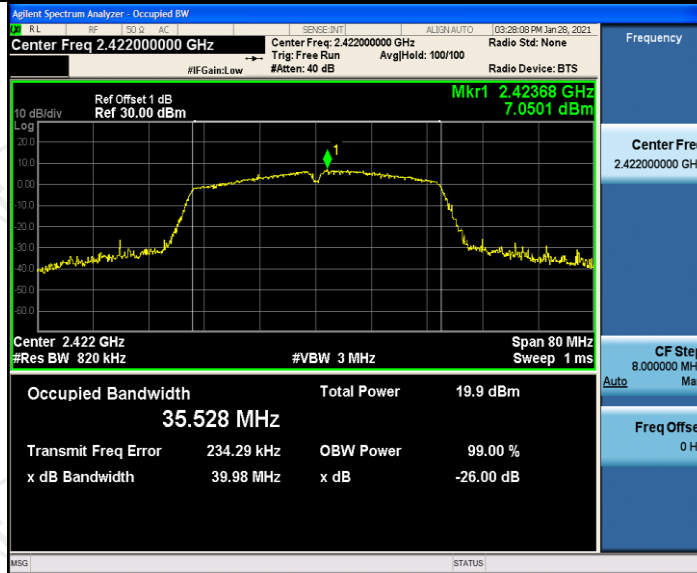 Agilent Spectrum Analyzer - Occupied BW
RL RF 50 Ω AC SENSE:INT ALIGN AUTO 03:28:08 PM Jan 28, 2021
Center Freq 2.422000000 GHz
Center Freq: 2.422000000 GHz Radio Std: None
Trig: Free Run Avg|Hold: 100/100
#IFGain:Low #Atten: 40 dB Radio Device: BTS
Frequency
Ref Offset 1 dB
10 dB/div Ref 30.00 dBm
Mkr1 2.42368 GHz
7.0501 dBm
Log
20.0
10.0
0.00
-10.0
-20.0
-30.0
-40.0
-50.0
-60.0
1
Center 2.422 GHz Span 80 MHz
#Res BW 820 kHz #VBW 3 MHz Sweep 1 ms
Occupied Bandwidth Total Power 19.9 dBm
35.528 MHz
Transmit Freq Error 234.29 kHz OBW Power 99.00 %
x dB Bandwidth 39.98 MHz x dB -26.00 dB
Center Fre
2.422000000 GH
CF Ste
8.000000 MH
Auto Ma
Freq Offse
0 H
MSG STATUS